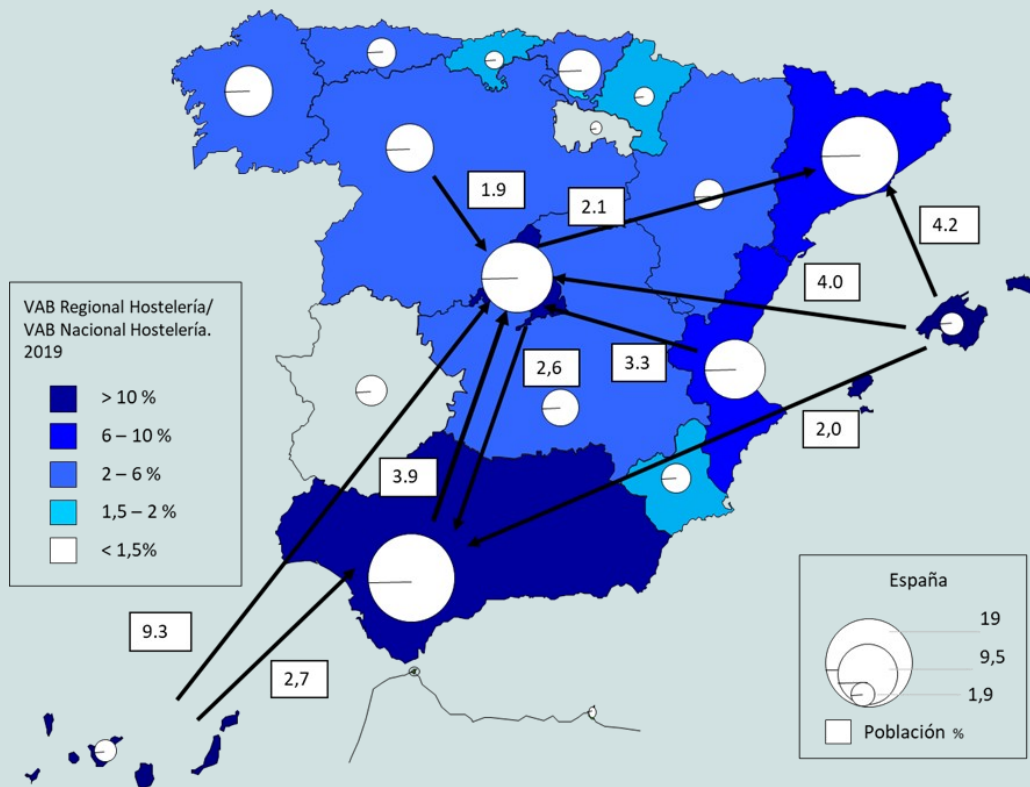 1.9
2.1
4.2
4.0
VAB Regional Hostelería/
VAB Nacional Hostelería.
2019
> 10 %
6 – 10 %
2 – 6 %
1,5 – 2 %
< 1,5%
2,6
3.3
2,0
3.9
9.3
2,7
España
19
9,5
1,9
Población %